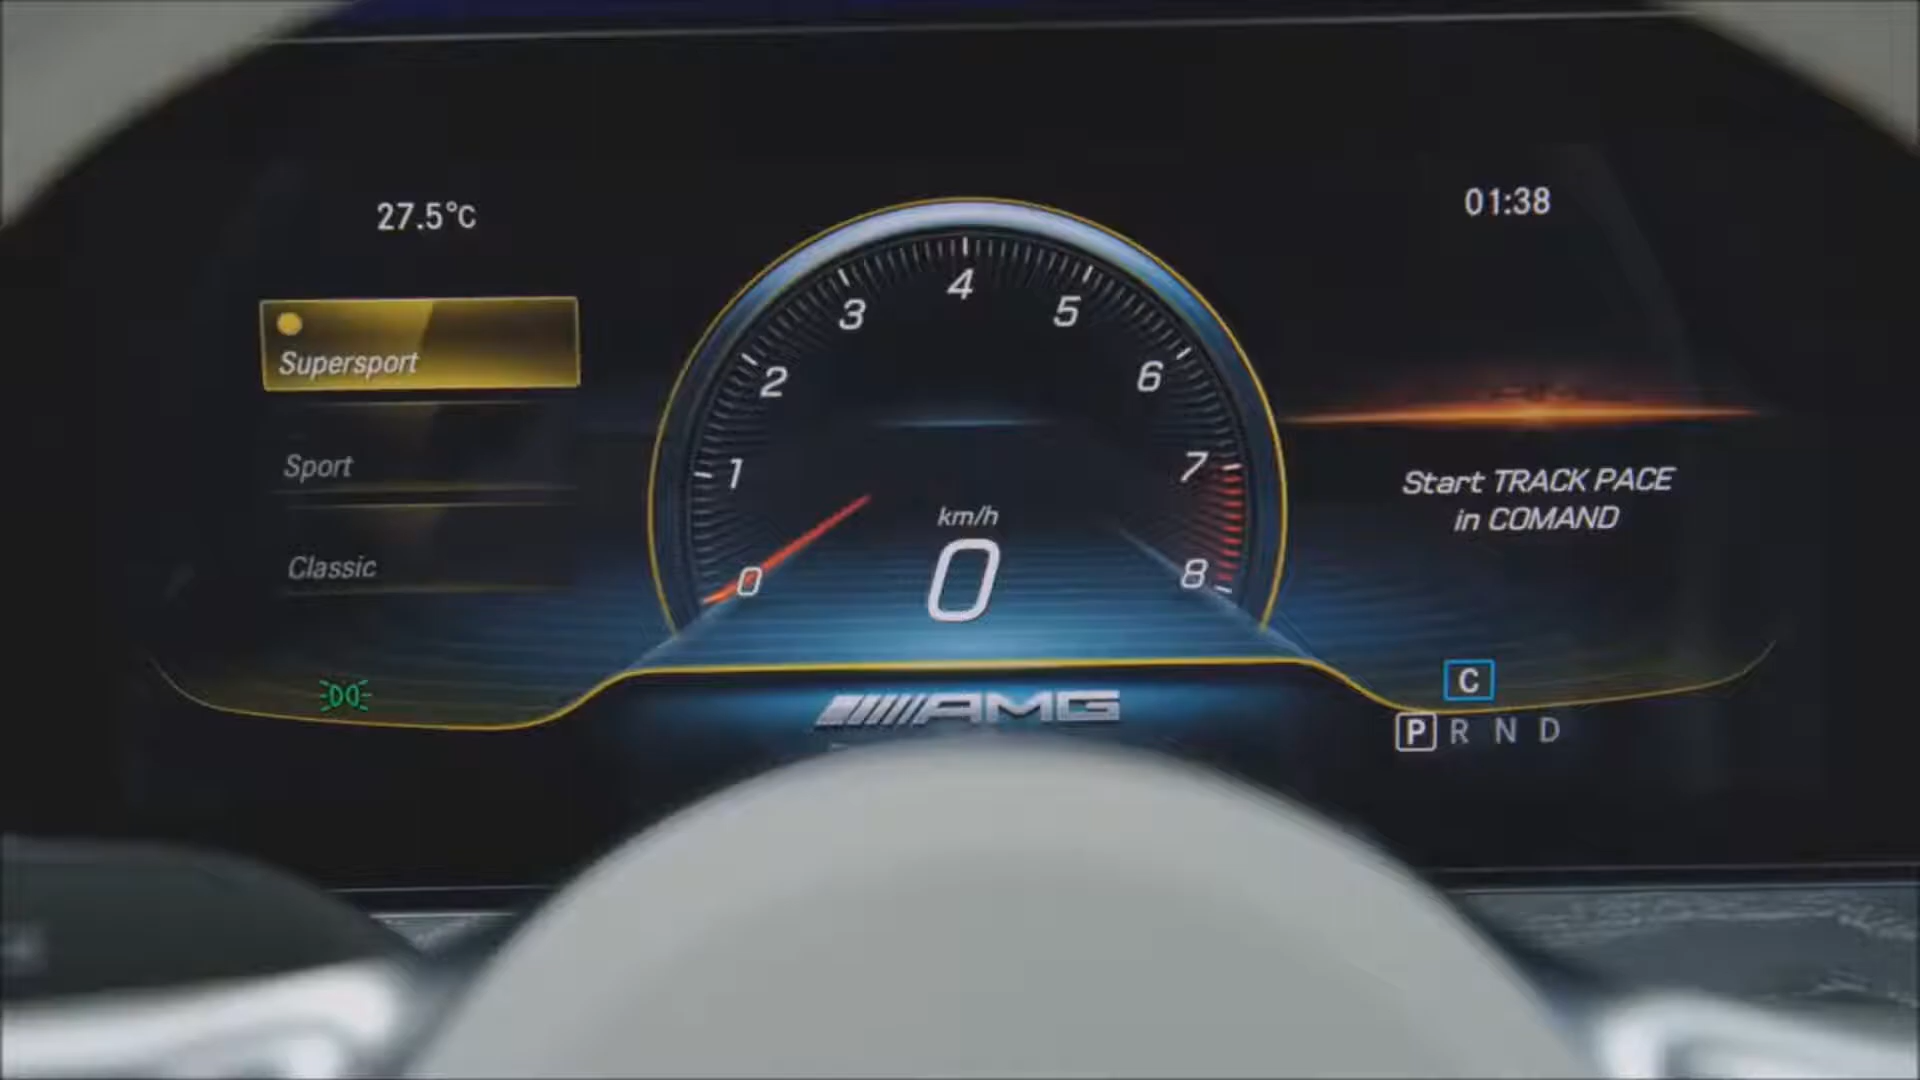 27.5°C
01:38
Supersport
Sport
Classic
0
1
2
3
4
5
6
7
8
km/h
0
Start TRACK PACE
in COMAND
C
P R N D
AMG